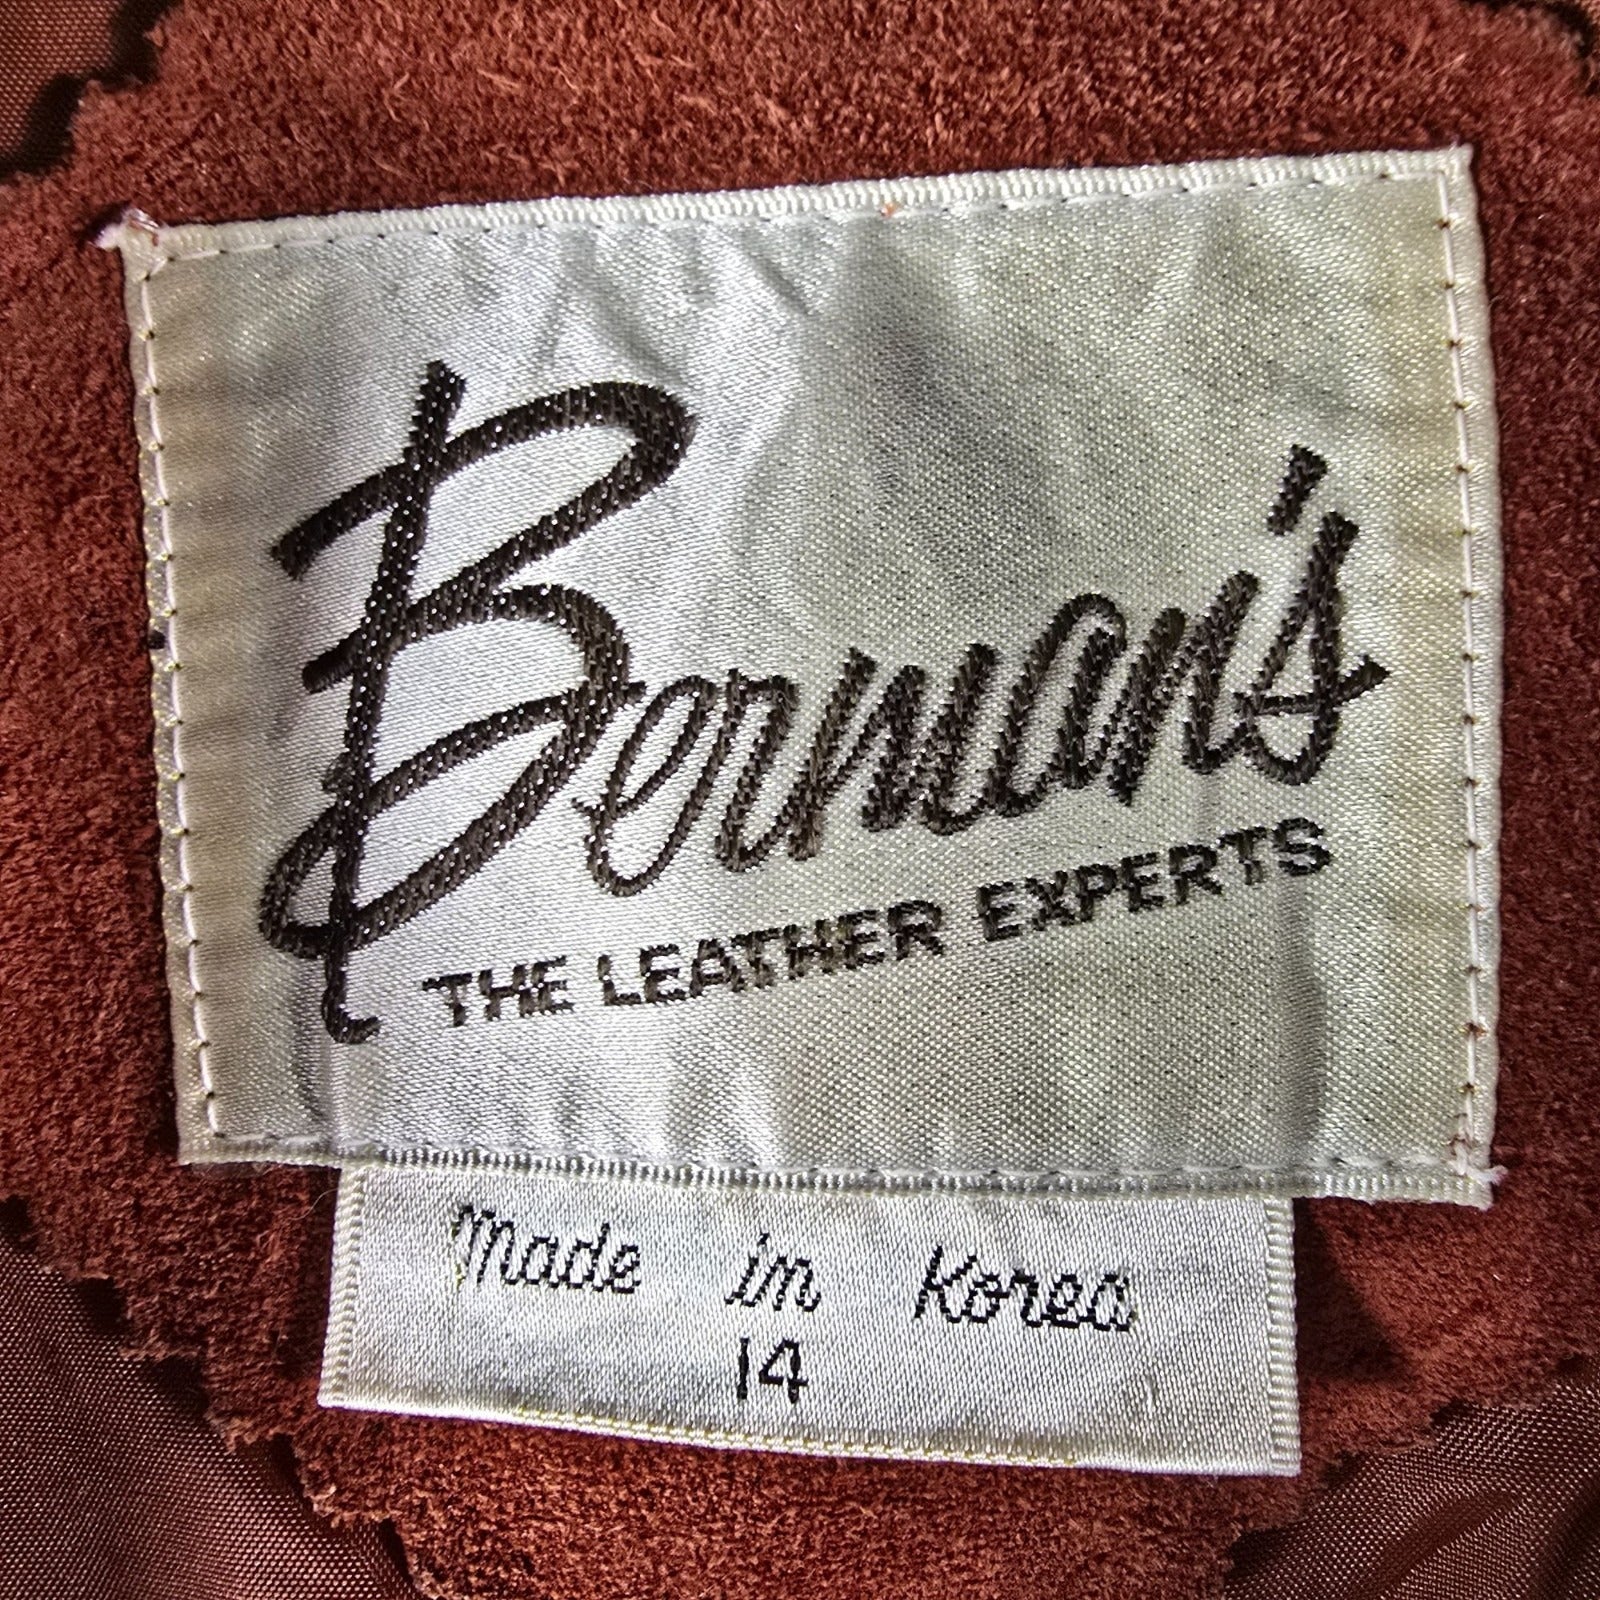 Berman's
THE LEATHER EXPERTS
Made in Korea
14